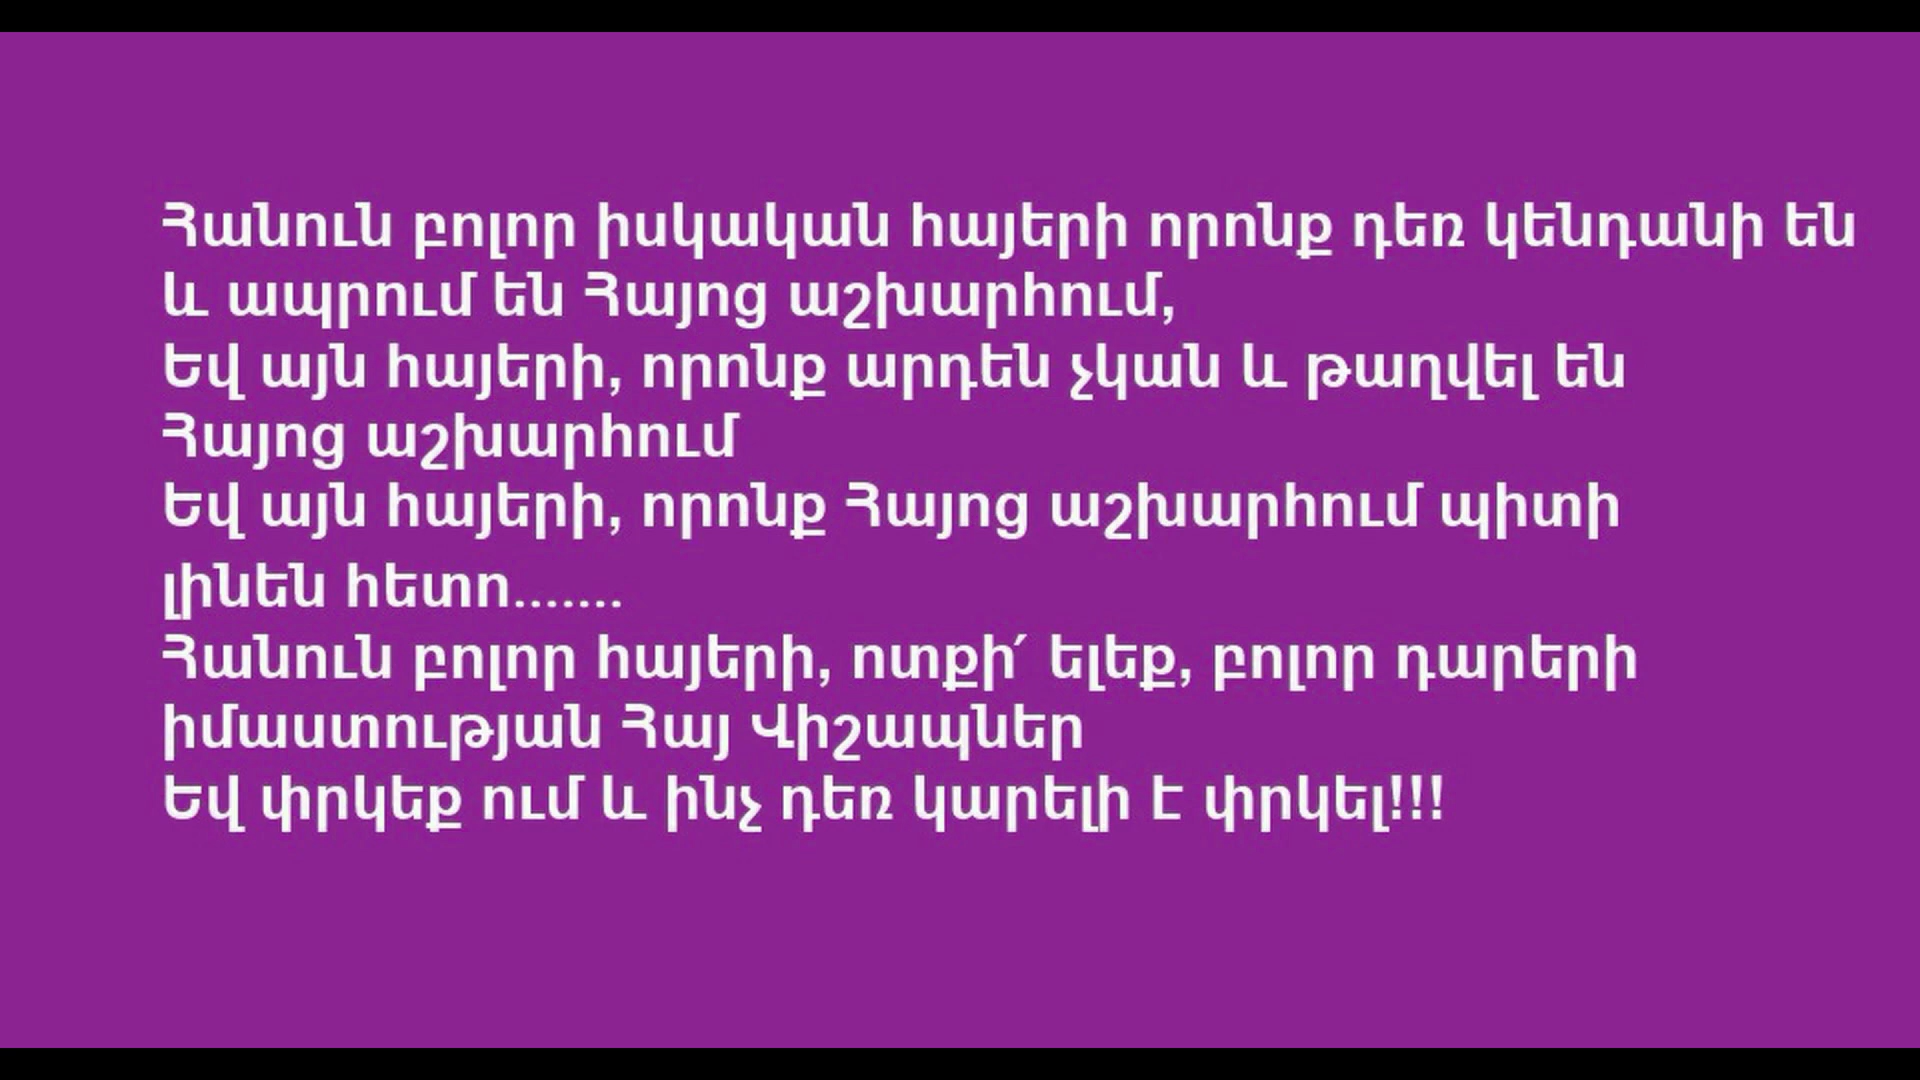 Հանուն բոլոր իսկական հայերի որոնք դեռ կենդանի են
և ապրում են Հայոց աշխարհում,
Եվ այն հայերի, որոնք արդեն չկան և թաղվել են
Հայոց աշխարհում
Եվ այն հայերի, որոնք Հայոց աշխարհում պիտի
լինեն հետո.......
Հանուն բոլոր հայերի, ոտքի՛ ելեք, բոլոր դարերի
իմաստության Հայ Վիշապներ
Եվ փրկեք ում և ինչ դեռ կարելի է փրկել!!!